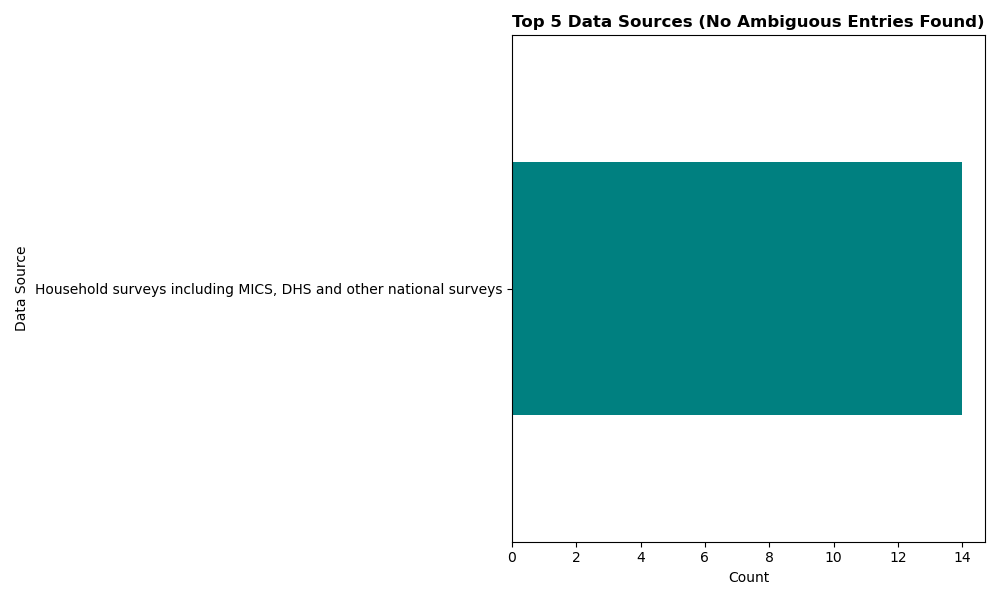 Top 5 Data Sources (No Ambiguous Entries Found)
Data Source
Household surveys including MICS, DHS and other national surveys
0 2 4 6 8 10 12 14
Count